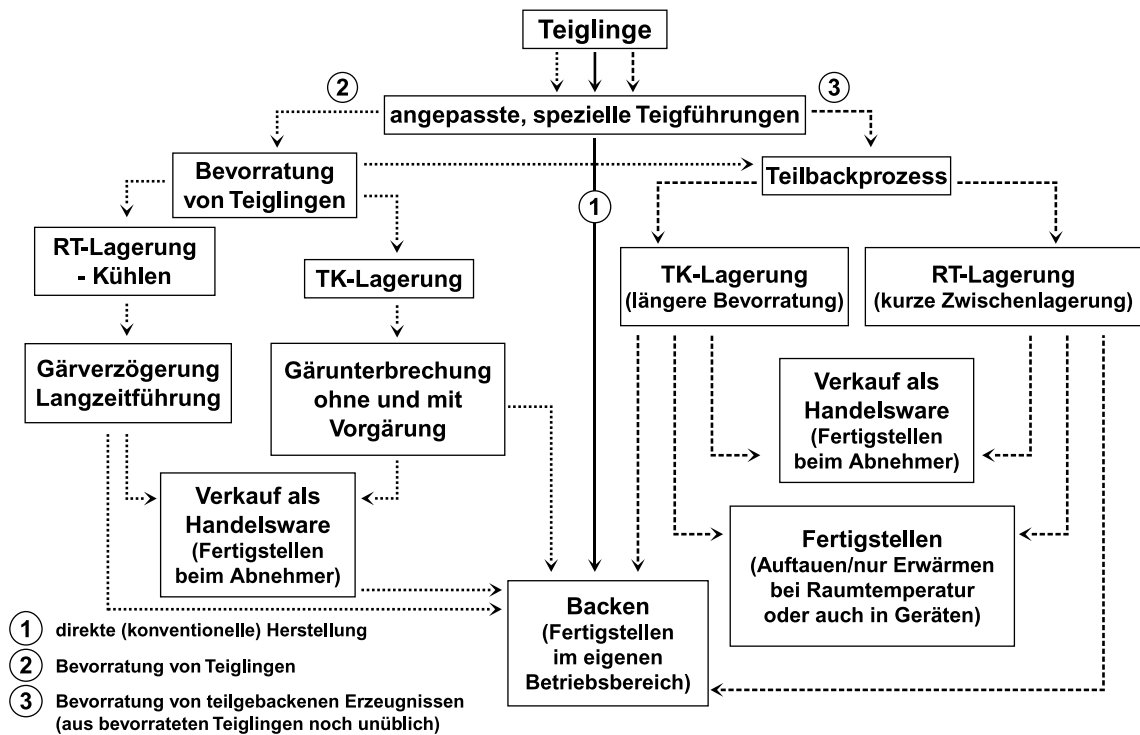 Teiglinge
2
3
angepasste, spezielle Teigführungen
Bevorratung
von Teiglingen
Teilbackprozess
1
RT-Lagerung
- Kühlen
TK-Lagerung
TK-Lagerung
(längere Bevorratung)
RT-Lagerung
(kurze Zwischenlagerung)
Gärverzögerung
Langzeitführung
Gärunterbrechung
ohne und mit
Vorgärung
Verkauf als
Handelsware
(Fertigstellen
beim Abnehmer)
Verkauf als
Handelsware
(Fertigstellen
beim Abnehmer)
Fertigstellen
(Auftauen/nur Erwärmen
bei Raumtemperatur
oder auch in Geräten)
Backen
(Fertigstellen
im eigenen
Betriebsbereich)
1 direkte (konventionelle) Herstellung
2 Bevorratung von Teiglingen
3 Bevorratung von teilgebackenen Erzeugnissen
(aus bevorrateten Teiglingen noch unüblich)